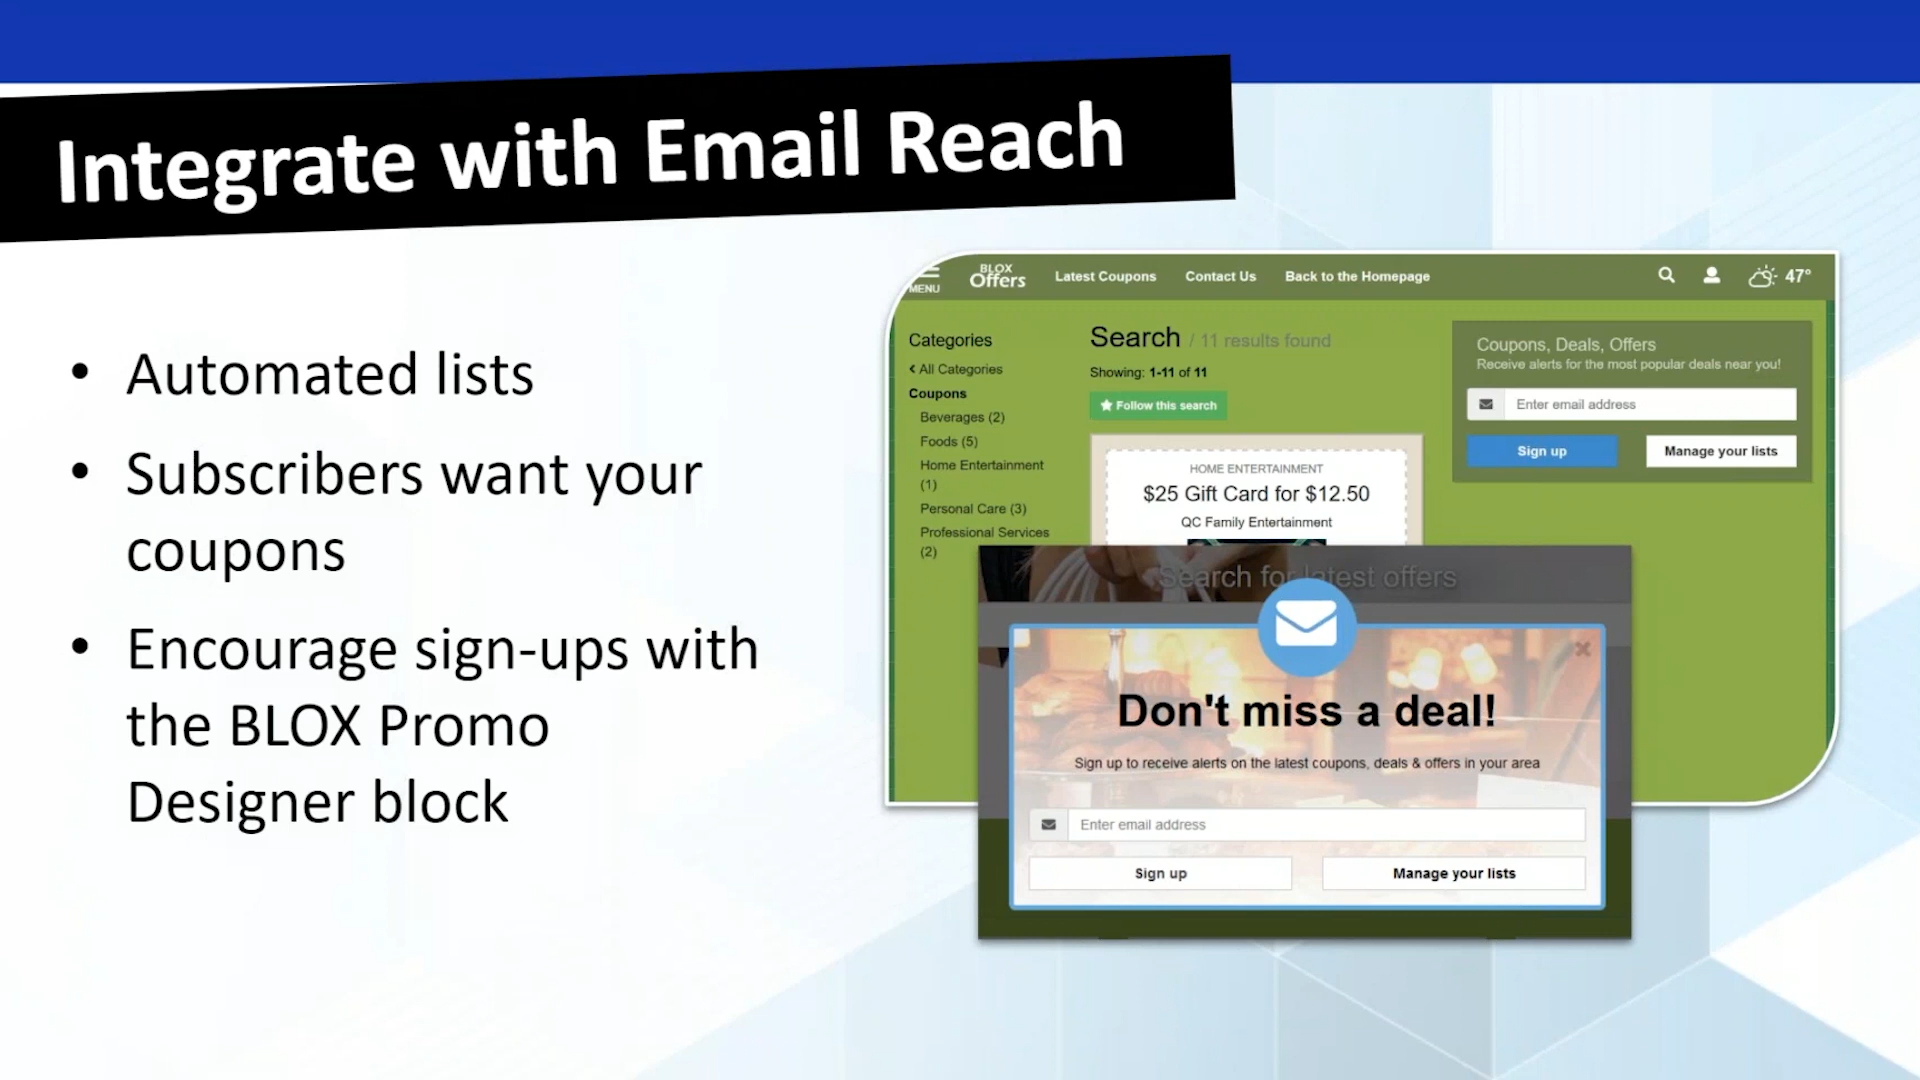 Integrate with Email Reach
• Automated lists
• Subscribers want your
coupons
• Encourage sign-ups with
the BLOX Promo
Designer block
MENU
BLOX
Offers
Latest Coupons
Contact Us
Back to the Homepage
47°
Categories
‹ All Categories
Coupons
Beverages (2)
Foods (5)
Home Entertainment
(1)
Personal Care (3)
Professional Services
(2)
Search / 11 results found
Showing: 1-11 of 11
Follow this search
HOME ENTERTAINMENT
$25 Gift Card for $12.50
QC Family Entertainment
Coupons, Deals, Offers
Receive alerts for the most popular deals near you!
Enter email address
Sign up
Manage your lists
Search for latest offers
Don't miss a deal!
Sign up to receive alerts on the latest coupons, deals & offers in your area
Enter email address
Sign up
Manage your lists